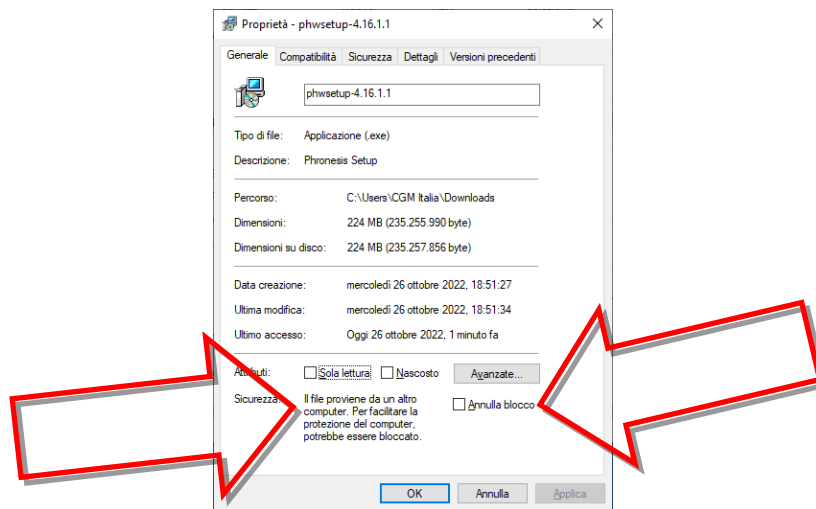 Proprietà - phwsetup-4.16.1.1
Generale Compatibilità Sicurezza Dettagli Versioni precedenti
phwsetup-4.16.1.1
Tipo di file: Applicazione (.exe)
Descrizione: Phronesis Setup
Percorso: C:\Users\CGM Italia\Downloads
Dimensioni: 224 MB (235.255.990 byte)
Dimensioni su disco: 224 MB (235.257.856 byte)
Data creazione: mercoledì 26 ottobre 2022, 18:51:27
Ultima modifica: mercoledì 26 ottobre 2022, 18:51:34
Ultimo accesso: Oggi 26 ottobre 2022, 1 minuto fa
Attributi: Sola lettura Nascosto Avanzate...
Sicurezza: Il file proviene da un altro
computer. Per facilitare la
protezione del computer,
potrebbe essere bloccato.
Annulla blocco
OK Annulla Applica